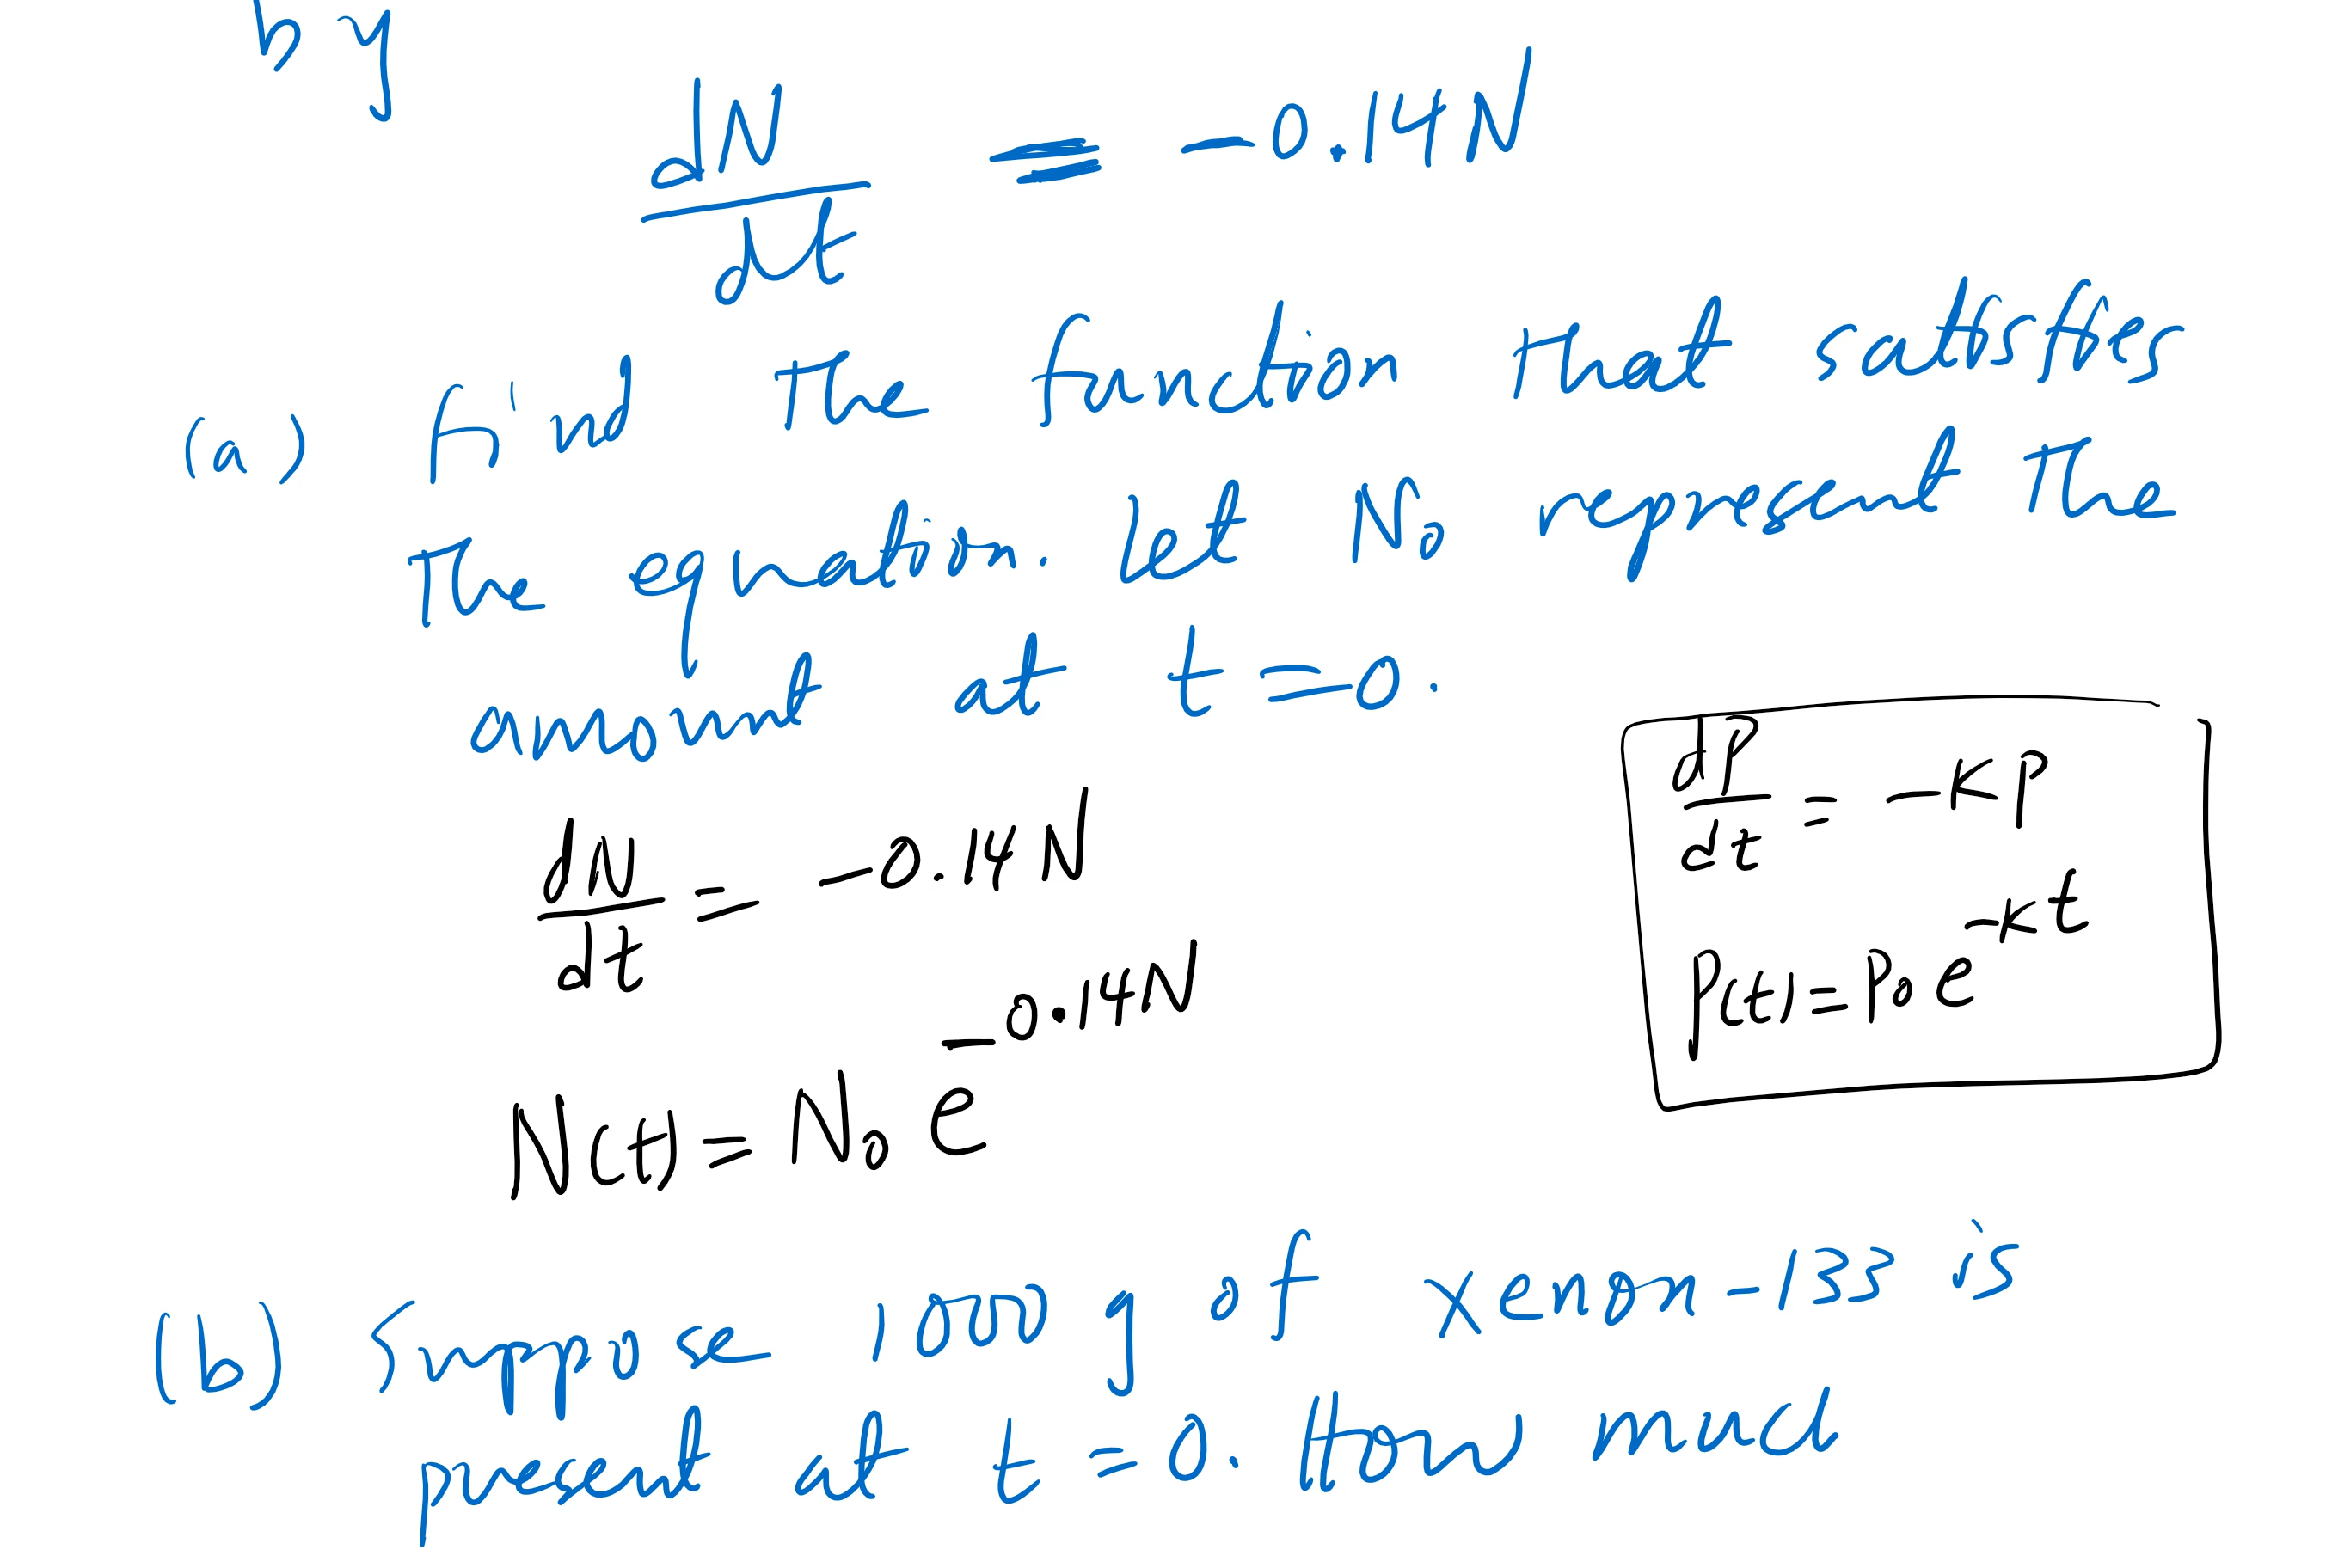 by
dN/dt = -0.14N
(a) find the function that satisfies
the equation. Let N₀ represent the
amount at t = 0.
dP/dt = -KP
dN/dt = -0.14N
P(t) = P₀ e^{-Kt}
N(t) = N₀ e^{-0.14N}
(b) Suppose 1000 g of xenon-133 is
present at t = 0. How much